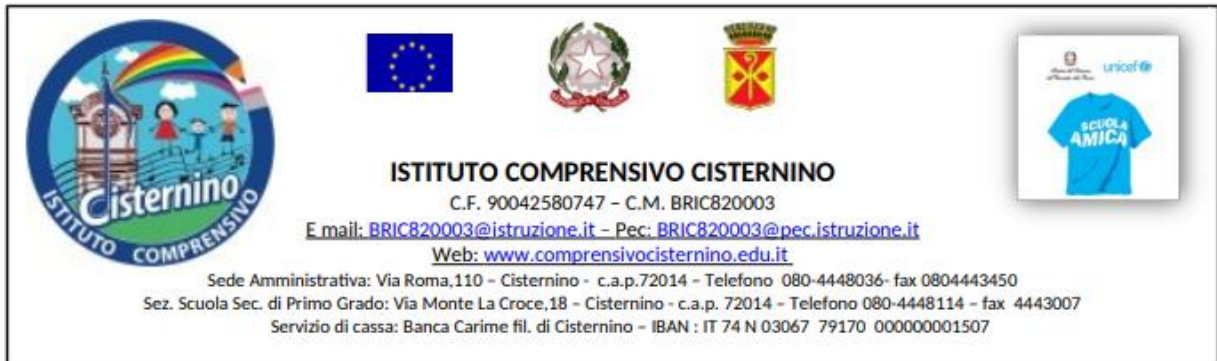 Cisternino
ISTITUTO COMPRENSIVO
unicef
SCUOLA
AMICA
ISTITUTO COMPRENSIVO CISTERNINO
C.F. 90042580747 – C.M. BRIC820003
E mail: BRIC820003@istruzione.it – Pec: BRIC820003@pec.istruzione.it
Web: www.comprensivocisternino.edu.it
Sede Amministrativa: Via Roma,110 – Cisternino - c.a.p.72014 – Telefono 080-4448036- fax 0804443450
Sez. Scuola Sec. di Primo Grado: Via Monte La Croce,18 – Cisternino - c.a.p. 72014 – Telefono 080-4448114 – fax 4443007
Servizio di cassa: Banca Carime fil. di Cisternino – IBAN : IT 74 N 03067 79170 000000001507